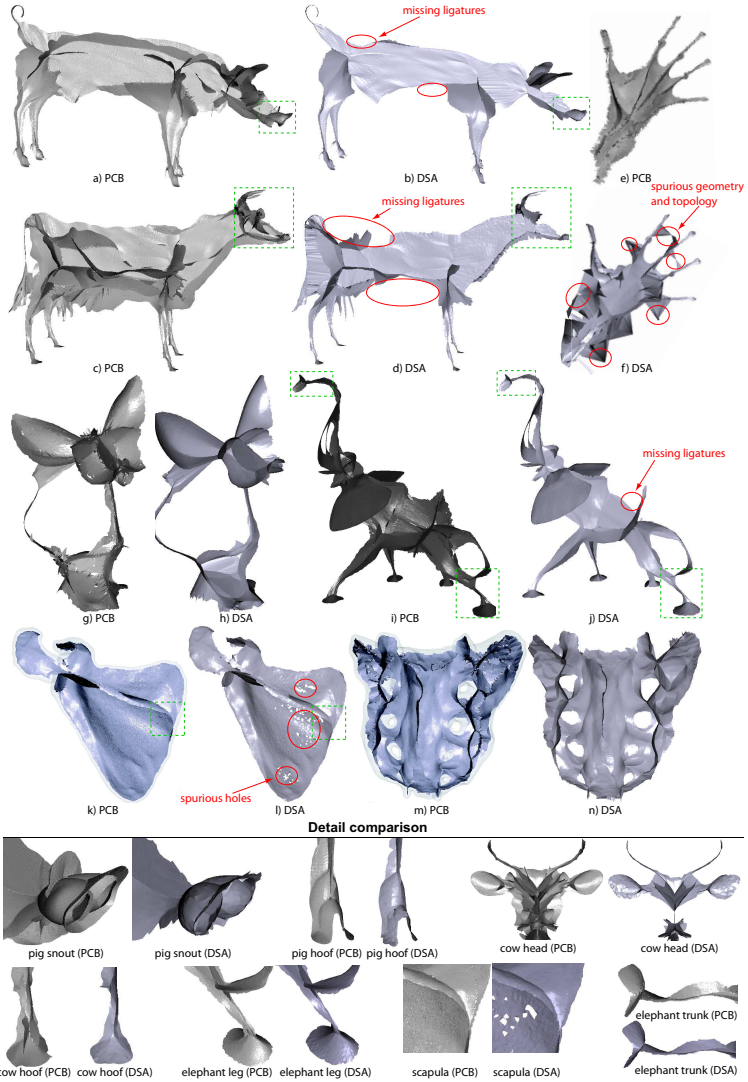 missing ligatures
a) PCB
b) DSA
e) PCB
missing ligatures
spurious geometry
and topology
c) PCB
d) DSA
f) DSA
missing ligatures
g) PCB
h) DSA
i) PCB
j) DSA
spurious holes
k) PCB
l) DSA
m) PCB
n) DSA
Detail comparison
pig snout (PCB)
pig snout (DSA)
pig hoof (PCB)
pig hoof (DSA)
cow head (PCB)
cow head (DSA)
cow hoof (PCB)
cow hoof (DSA)
elephant leg (PCB)
elephant leg (DSA)
scapula (PCB)
scapula (DSA)
elephant trunk (PCB)
elephant trunk (DSA)